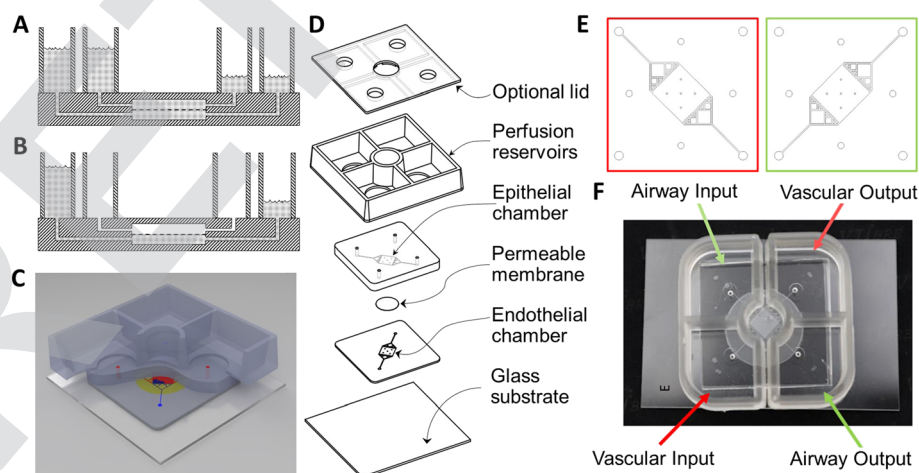 A
B
C
D
Optional lid
Perfusion
reservoirs
Epithelial
chamber
Permeable
membrane
Endothelial
chamber
Glass
substrate
E
F
Airway Input
Vascular Output
E
Vascular Input
Airway Output